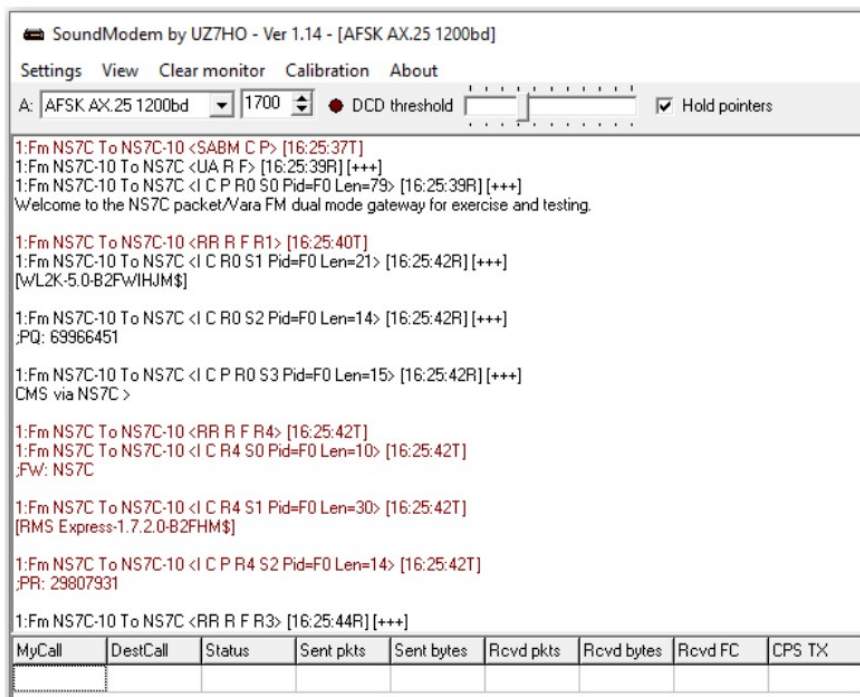 SoundModem by UZ7HO - Ver 1.14 - [AFSK AX.25 1200bd]
Settings View Clear monitor Calibration About
A: AFSK AX.25 1200bd 1700 DCD threshold Hold pointers
1:Fm NS7C To NS7C-10 <SABM C P> [16:25:37T]
1:Fm NS7C-10 To NS7C <UA R F> [16:25:39R] [+++]
1:Fm NS7C-10 To NS7C <I C P R0 S0 Pid=F0 Len=79> [16:25:39R] [+++]
Welcome to the NS7C packet/Vara FM dual mode gateway for exercise and testing.
1:Fm NS7C To NS7C-10 <RR R F R1> [16:25:40T]
1:Fm NS7C-10 To NS7C <I C R0 S1 Pid=F0 Len=21> [16:25:42R] [+++]
[WL2K-5.0-B2FWIHJM$]
1:Fm NS7C-10 To NS7C <I C R0 S2 Pid=F0 Len=14> [16:25:42R] [+++]
;PQ: 69966451
1:Fm NS7C-10 To NS7C <I C P R0 S3 Pid=F0 Len=15> [16:25:42R] [+++]
CMS via NS7C >
1:Fm NS7C To NS7C-10 <RR R F R4> [16:25:42T]
1:Fm NS7C To NS7C-10 <I C R4 S0 Pid=F0 Len=10> [16:25:42T]
;FW: NS7C
1:Fm NS7C To NS7C-10 <I C R4 S1 Pid=F0 Len=30> [16:25:42T]
[RMS Express-1.7.2.0-B2FHM$]
1:Fm NS7C To NS7C-10 <I C P R4 S2 Pid=F0 Len=14> [16:25:42T]
;PR: 29807931
1:Fm NS7C-10 To NS7C <RR R F R3> [16:25:44R] [+++]
MyCall DestCall Status Sent pkts Sent bytes Rcvd pkts Rcvd bytes Rcvd FC CPS TX